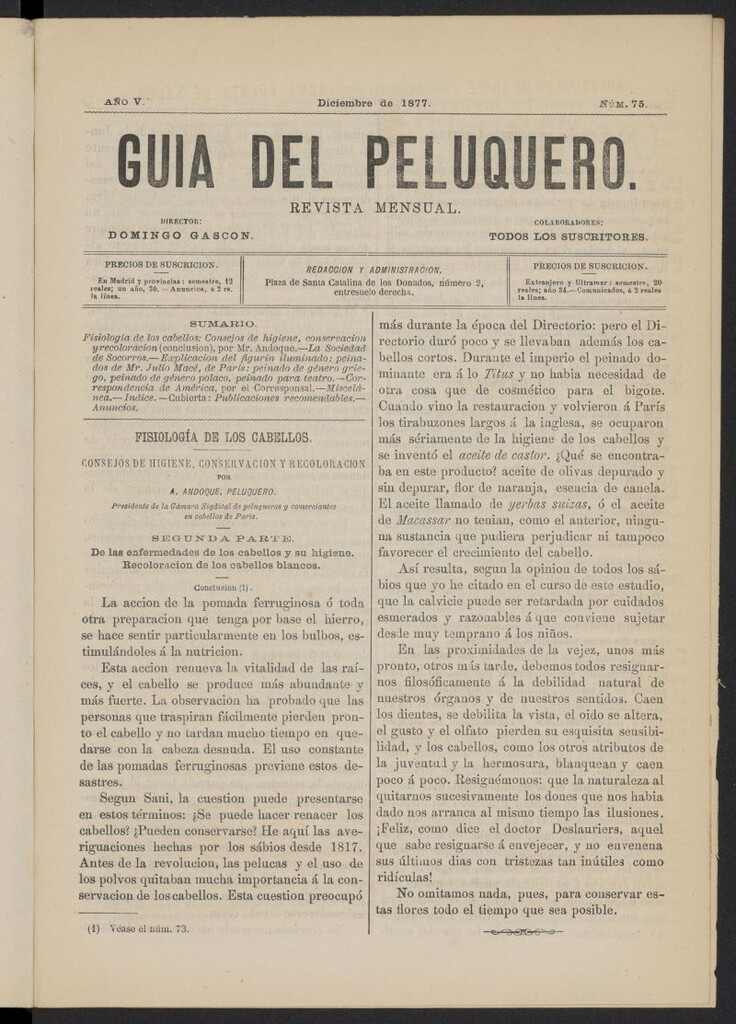 AÑO V.
Diciembre de 1877.
NÚM. 75.
GUIA DEL PELUQUERO.
REVISTA MENSUAL.
DIRECTOR:
DOMINGO GASCON.
COLABORADORES:
TODOS LOS SUSCRITORES.
PRECIOS DE SUSCRICION.
En Madrid y provincias: semestre, 12
reales; un año, 20. — Anuncios, a 2 rs.
la línea.
REDACCION Y ADMINISTRACION,
Plaza de Santa Catalina de los Donados, número 2,
entresuelo derecha.
PRECIOS DE SUSCRICION.
Extranjero y Ultramar: semestre, 20
reales; año 34.—Comunicados, á 2 reales
la línea.
SUMARIO.
Fisiología de los cabellos: Consejos de higiene, conservacion
y recoloracion (conclusion), por Mr. Andoque.—La Sociedad
de Socorros.—Explicacion del figurin iluminado: peina-
dos de Mr. Julio Macé, de París: peinado de género grie-
go, peinado de género polaco, peinado para teatro.—Cor-
respondencia de América, por el Corresponsal.—Miscelá-
nea.—Indice.—Cubierta: Publicaciones recomendables.—
Anuncios.
FISIOLOGÍA DE LOS CABELLOS.
CONSEJOS DE HIGIENE, CONSERVACION Y RECOLORACION
POR
A. ANDOQUE, PELUQUERO.
Presidente de la Cámara Sindical de peluqueros y comerciantes
en cabellos de París.
SEGUNDA PARTE.
De las enfermedades de los cabellos y su higiene.
Recoloracion de los cabellos blancos.
Conclusion (1).
La accion de la pomada ferruginosa ó toda
otra preparacion que tenga por base el hierro,
se hace sentir particularmente en los bulbos, es-
timulándoles á la nutricion.
Esta accion renueva la vitalidad de las raí-
ces, y el cabello se produce más abundante y
más fuerte. La observacion ha probado que las
personas que traspiran fácilmente pierden pron-
to el cabello y no tardan mucho tiempo en que-
darse con la cabeza desnuda. El uso constante
de las pomadas ferruginosas previene estos de-
sastres.
Segun Sani, la cuestion puede presentarse
en estos términos: ¿Se puede hacer renacer los
cabellos? ¿Pueden conservarse? He aquí las ave-
riguaciones hechas por los sábios desde 1817.
Antes de la revolucion, las pelucas y el uso de
los polvos quitaban mucha importancia á la con-
servacion de los cabellos. Esta cuestion preocupó
(1) Véase el núm. 73.
más durante la época del Directorio: pero el Di-
rectorio duró poco y se llevaban además los ca-
bellos cortos. Durante el imperio el peinado do-
minante era á lo Titus y no habia necesidad de
otra cosa que de cosmético para el bigote.
Cuando vino la restauracion y volvieron á París
los tirabuzones largos á la inglesa, se ocuparon
más sériamente de la higiene de los cabellos y
se inventó el aceite de castor. ¿Qué se encontra-
ba en este producto? aceite de olivas depurado y
sin depurar, flor de naranja, esencia de canela.
El aceite llamado de yerbas suizas, ó el aceite
de Macassar no tenian, como el anterior, ningu-
na sustancia que pudiera perjudicar ni tampoco
favorecer el crecimiento del cabello.
Así resulta, segun la opinion de todos los sá-
bios que yo he citado en el curso de este estudio,
que la calvicie puede ser retardada por cuidados
esmerados y razonables á que conviene sujetar
desde muy temprano á los niños.
En las proximidades de la vejez, unos más
pronto, otros más tarde, debemos todos resignar-
nos filosóficamente á la debilidad natural de
nuestros órganos y de nuestros sentidos. Caen
los dientes, se debilita la vista, el oido se altera,
el gusto y el olfato pierden su esquisita sensibi-
lidad, y los cabellos, como los otros atributos de
la juventud y la hermosura, blanquean y caen
poco á poco. Resignémonos: que la naturaleza al
quitarnos sucesivamente los dones que nos habia
dado nos arranca al mismo tiempo las ilusiones.
¡Feliz, como dice el doctor Deslauriers, aquel
que sabe resignarse á envejecer, y no envenena
sus últimos dias con tristezas tan inútiles como
ridículas!
No omitamos nada, pues, para conservar es-
tas flores todo el tiempo que sea posible.